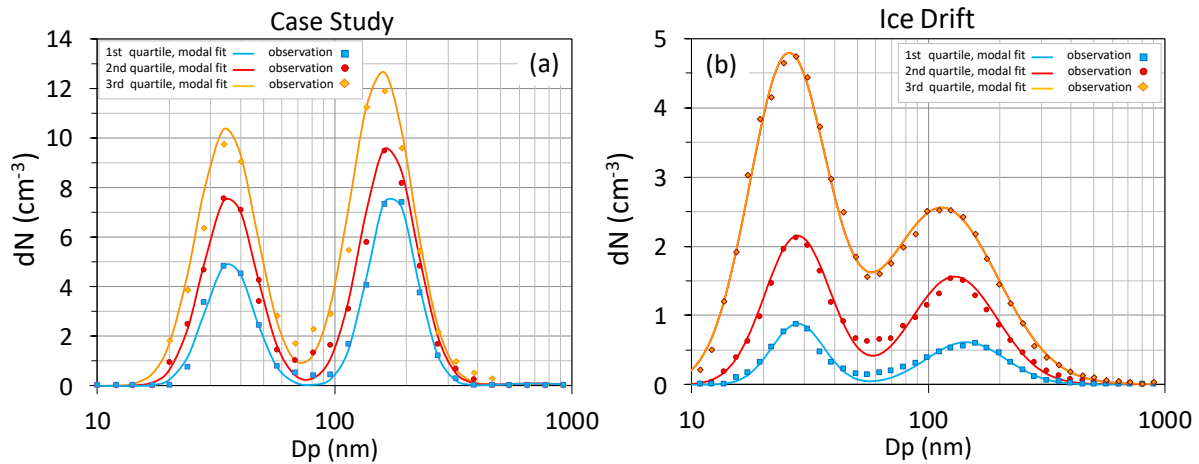 Case Study
14
12
10
8
6
4
2
0
dN (cm⁻³)
1st quartile, modal fit observation
2nd quartile, modal fit observation
3rd quartile, modal fit observation
(a)
10 100 1000
Dp (nm)
Ice Drift
5
4
3
2
1
0
dN (cm⁻³)
(b)
1st quartile, modal fit observation
2nd quartile, modal fit observation
3rd quartile, modal fit observation
10 100 1000
Dp (nm)